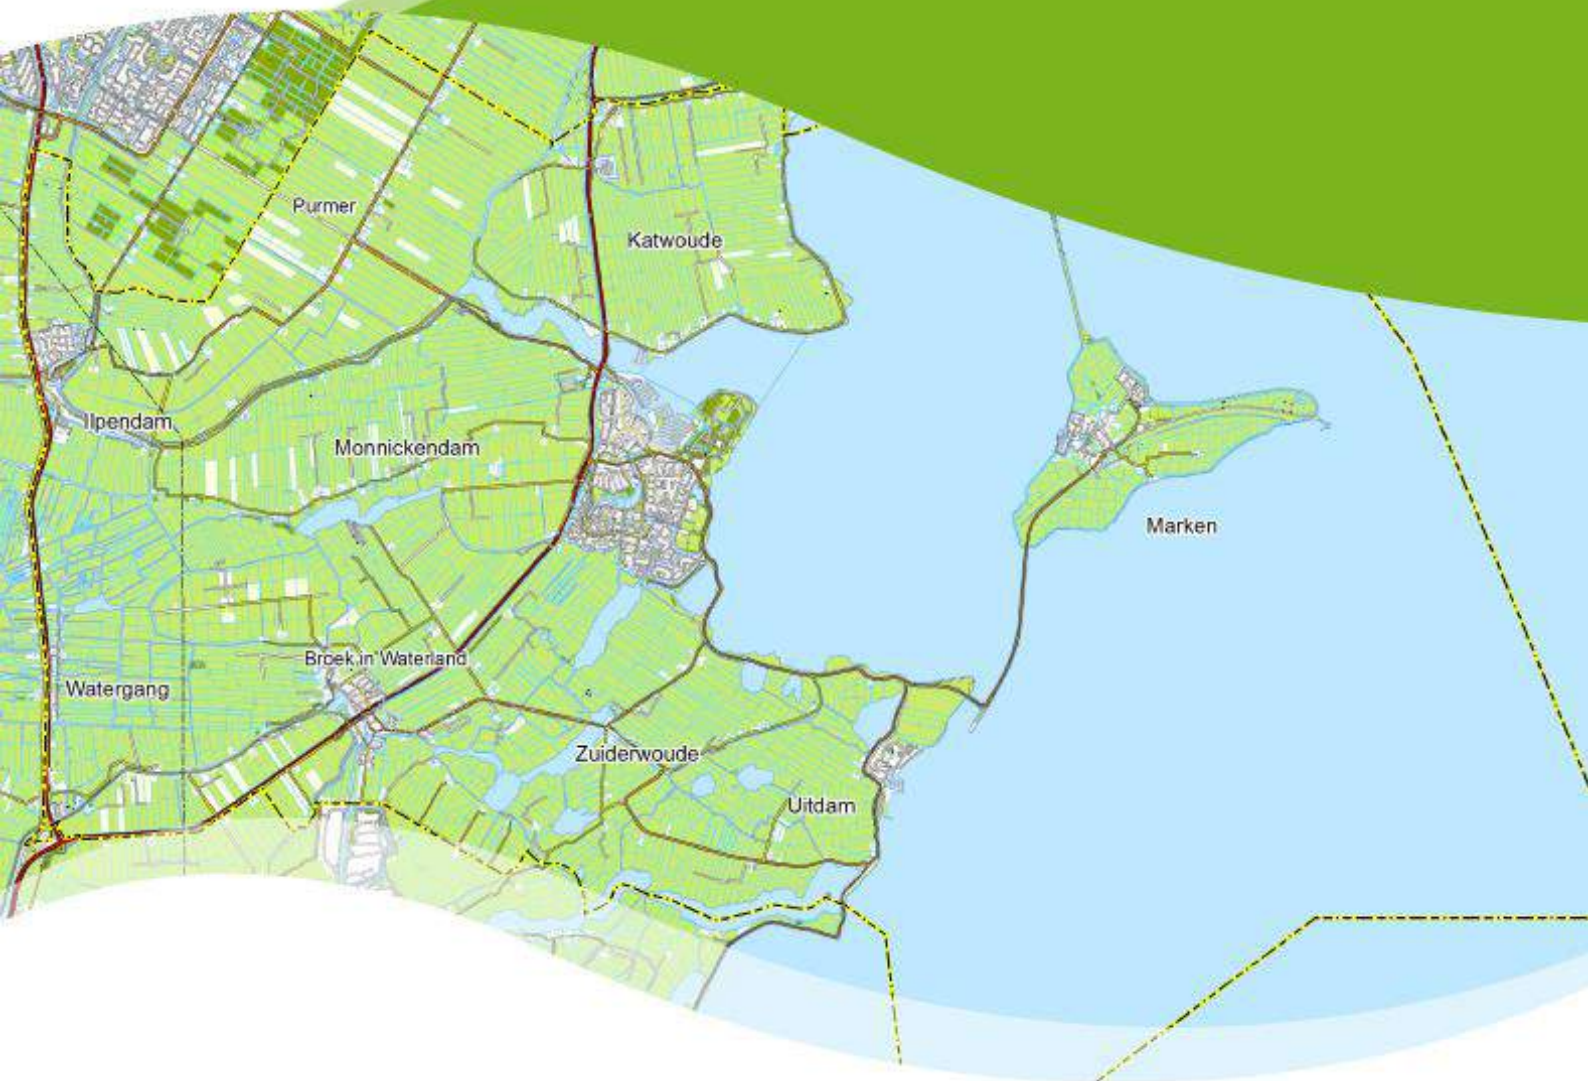 Purmer
Katwoude
Ilpendam
Monnickendam
Marken
Broek in Waterland
Watergang
Zuiderwoude
Uitdam